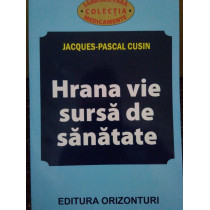 COLECȚIA
MEDICAMENTE
JACQUES-PASCAL CUSIN
Hrana vie
sursă de
sănătate
EDITURA ORIZONTURI